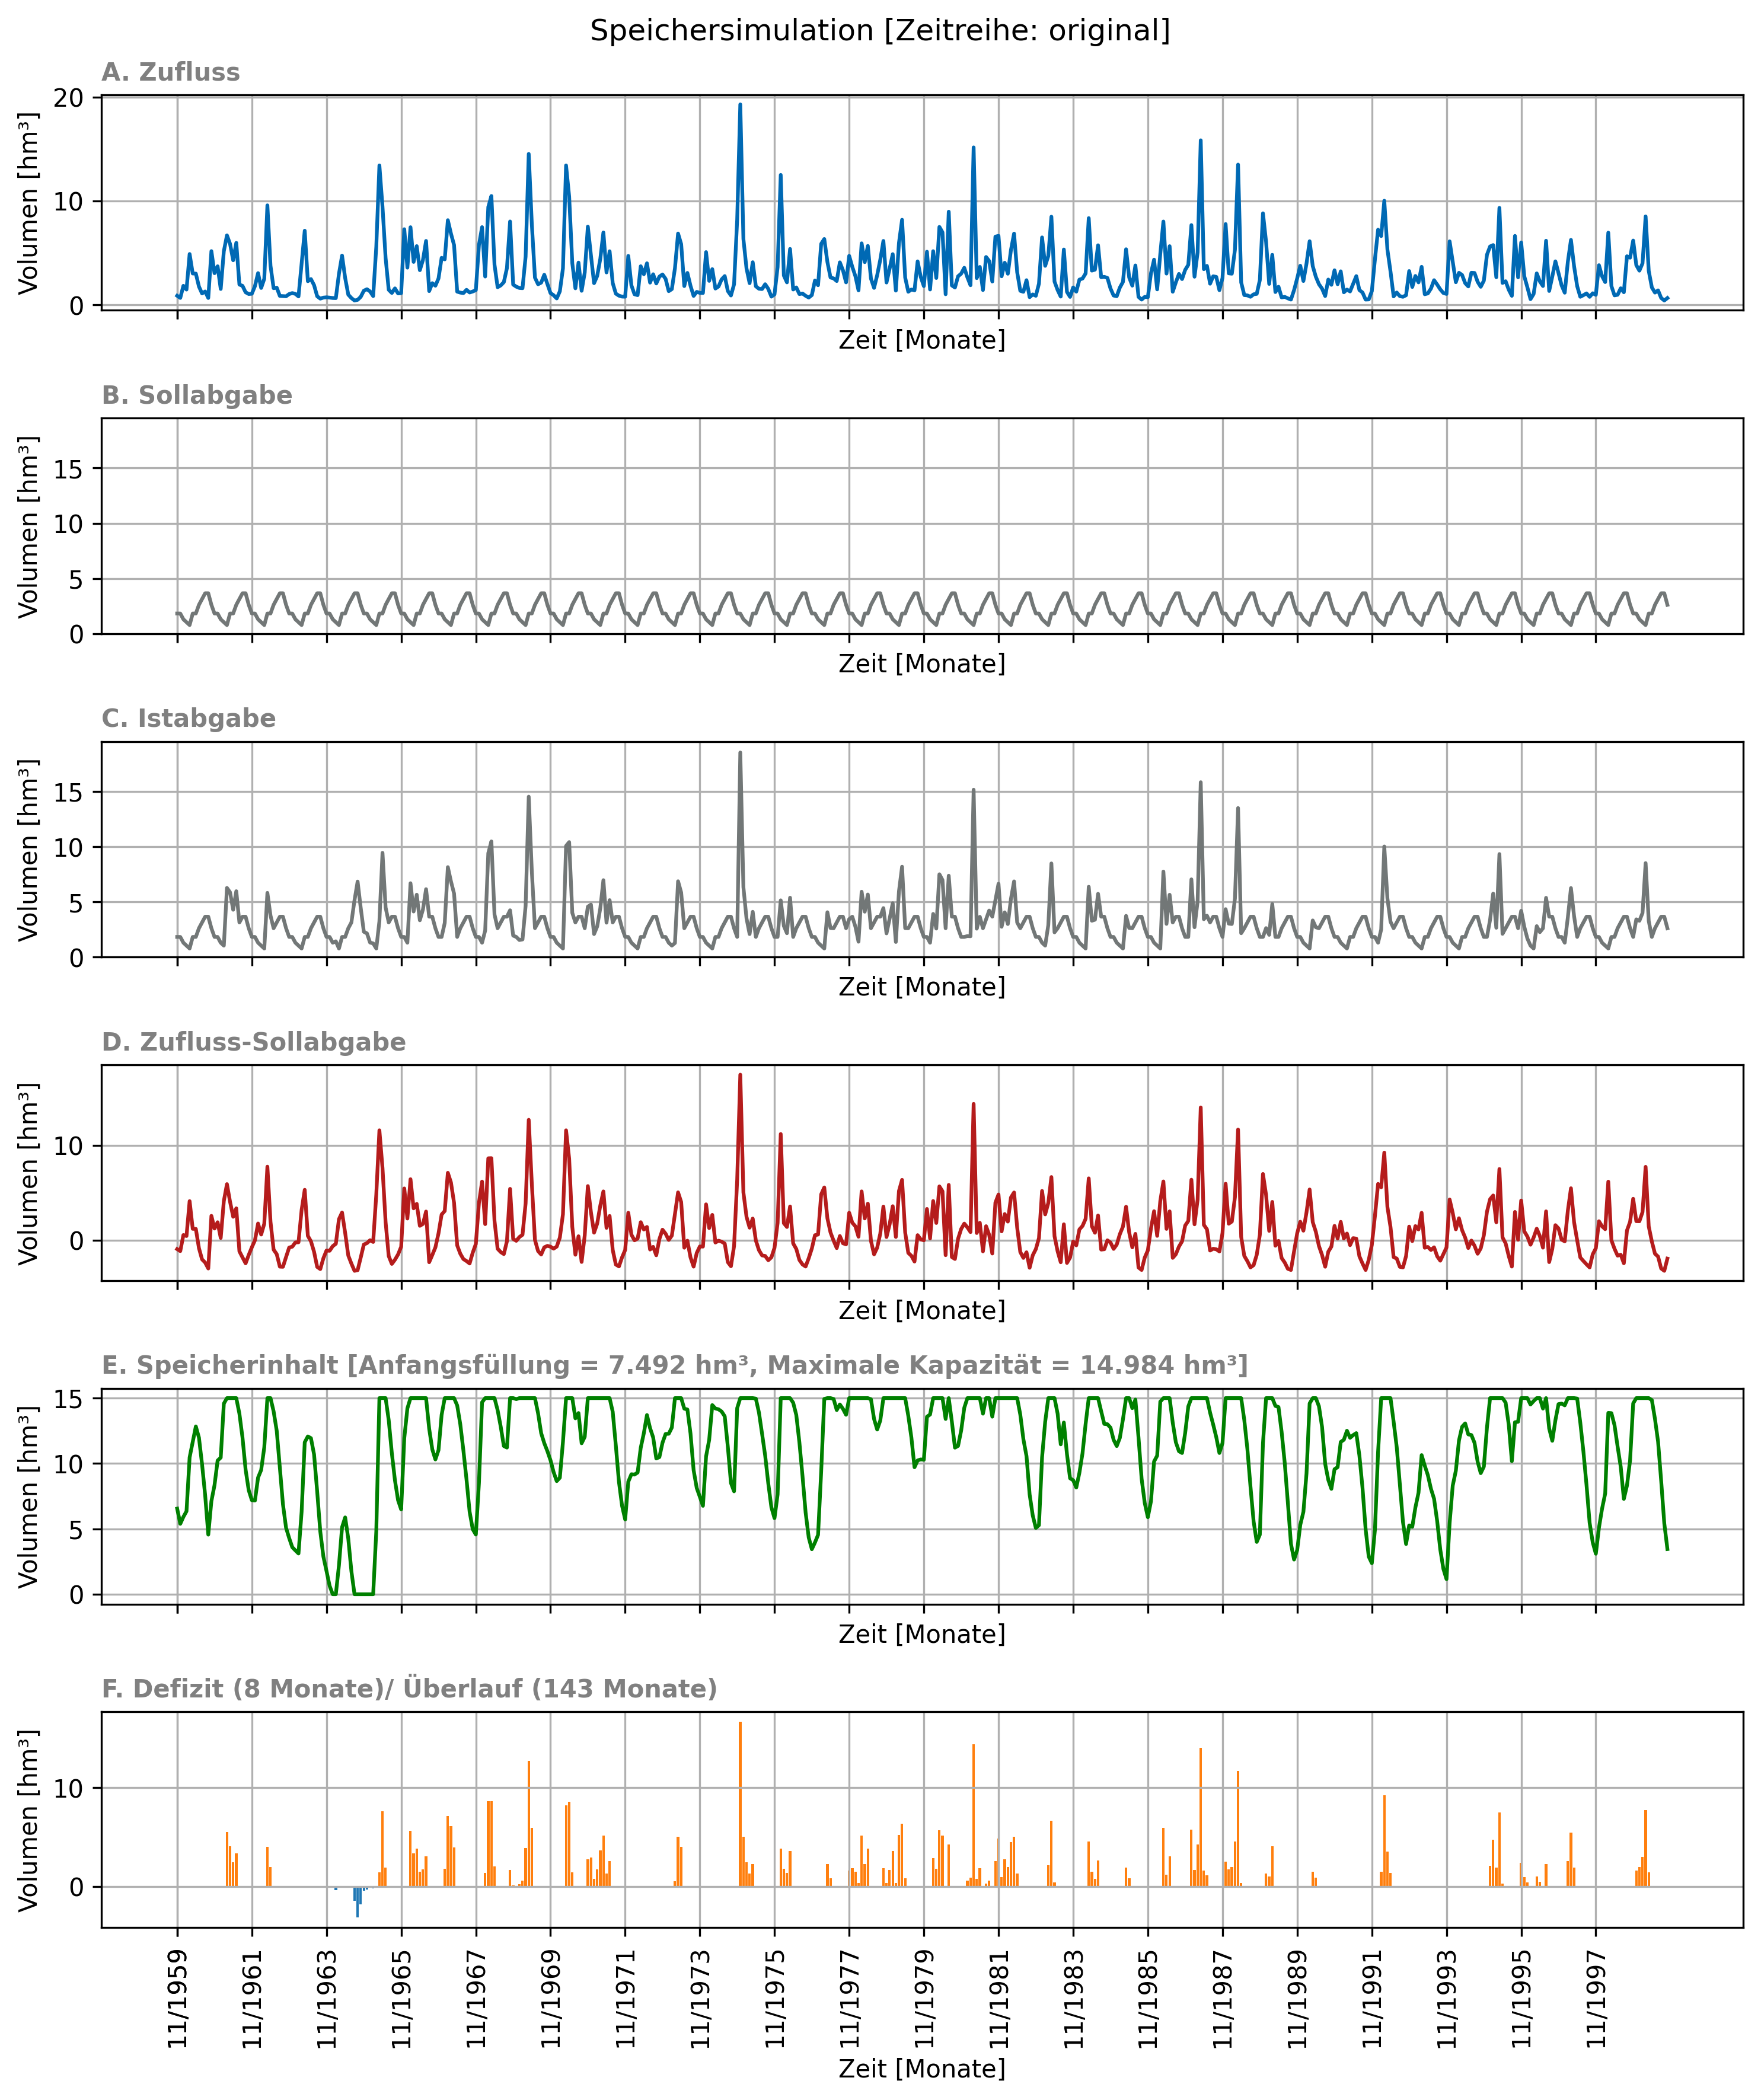 Speichersimulation [Zeitreihe: original]
A. Zufluss
Volumen [hm³]
20
10
0
Zeit [Monate]
B. Sollabgabe
Volumen [hm³]
15
10
5
0
Zeit [Monate]
C. Istabgabe
Volumen [hm³]
15
10
5
0
Zeit [Monate]
D. Zufluss-Sollabgabe
Volumen [hm³]
10
0
Zeit [Monate]
E. Speicherinhalt [Anfangsfüllung = 7.492 hm³, Maximale Kapazität = 14.984 hm³]
Volumen [hm³]
15
10
5
0
Zeit [Monate]
F. Defizit (8 Monate)/ Überlauf (143 Monate)
Volumen [hm³]
10
0
11/1959
11/1961
11/1963
11/1965
11/1967
11/1969
11/1971
11/1973
11/1975
11/1977
11/1979
11/1981
11/1983
11/1985
11/1987
11/1989
11/1991
11/1993
11/1995
11/1997
Zeit [Monate]